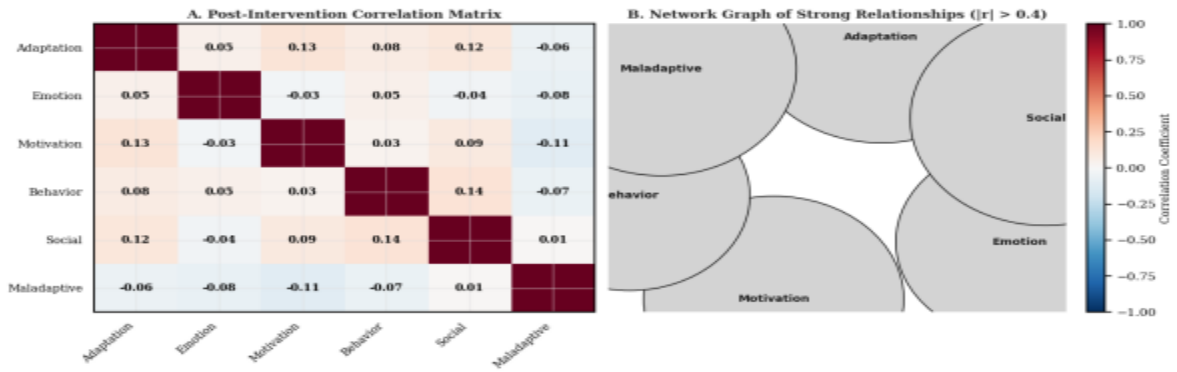 A. Post-Intervention Correlation Matrix
Adaptation 0.05 0.13 0.08 0.12 -0.06
Emotion 0.05 -0.03 0.05 -0.04 -0.08
Motivation 0.13 -0.03 0.03 0.09 -0.11
Behavior 0.08 0.05 0.03 0.14 -0.07
Social 0.12 -0.04 0.09 0.14 0.01
Maladaptive -0.06 -0.08 -0.11 -0.07 0.01
Adaptation Emotion Motivation Behavior Social Maladaptive
B. Network Graph of Strong Relationships (|r| > 0.4)
Adaptation
Maladaptive
Social
ehavior
Emotion
Motivation
1.00
0.75
0.50
0.25
0.00
−0.25
−0.50
−0.75
−1.00
Correlation Coefficient